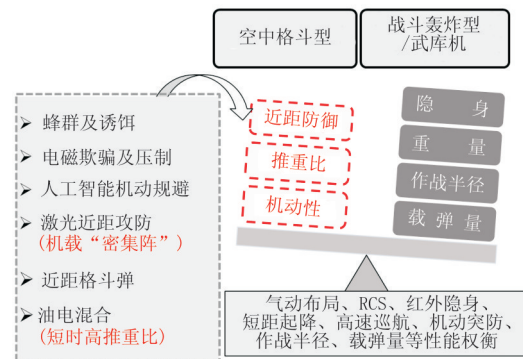 空中格斗型
战斗轰炸型
/武库机
蜂群及诱饵
电磁欺骗及压制
人工智能机动规避
激光近距攻防
(机载“密集阵”)
近距格斗弹
油电混合
(短时高推重比)
近距防御
推重比
机动性
隐 身
重 量
作战半径
载 弹 量
气动布局、RCS、红外隐身、
短距起降、高速巡航、机动突防、
作战半径、载弹量等性能权衡